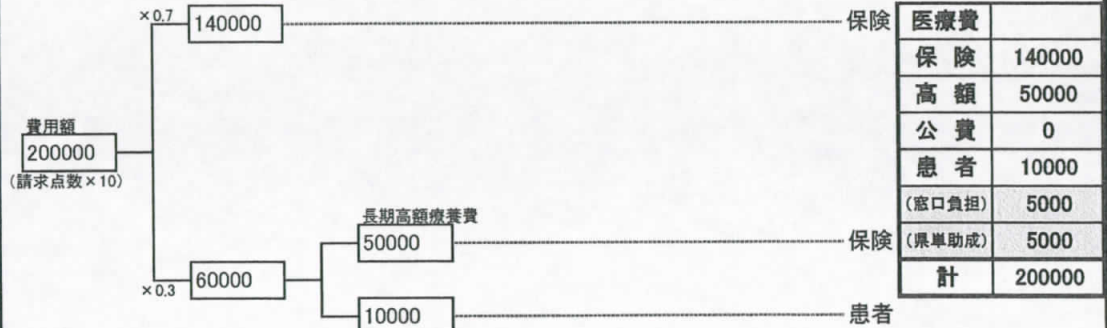 ×0.7
140000
保険
費用額
200000
(請求点数×10)
長期高額療養費
50000
保険
×0.3
60000
10000
患者
医療費
保険 140000
高額 50000
公費 0
患者 10000
(窓口負担) 5000
(県単助成) 5000
計 200000